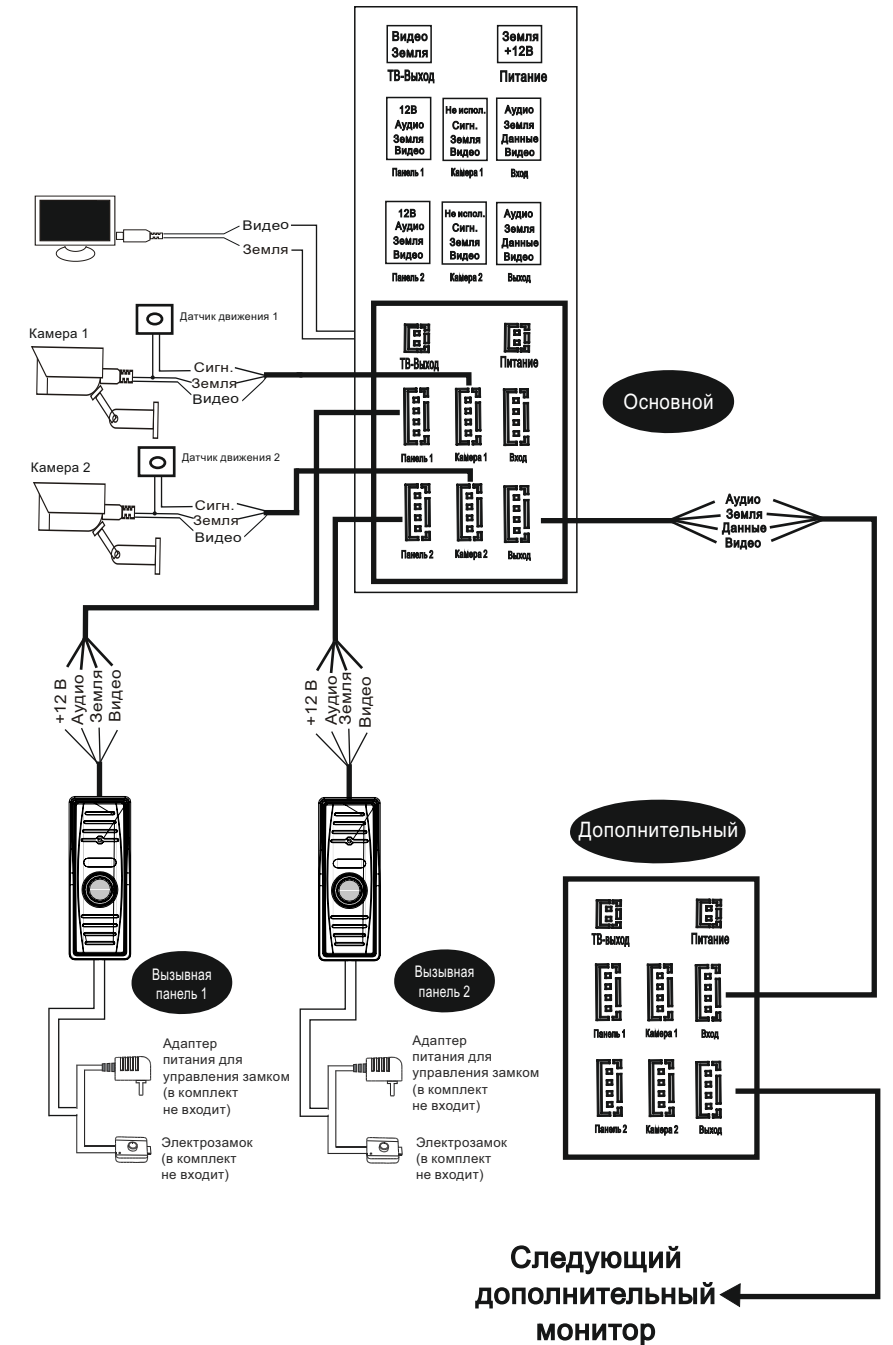 Видео
Земля
ТВ-Выход
Земля
+12В
Питание
12В
Аудио
Земля
Видео
Панель 1
Не испол.
Сигн.
Земля
Видео
Камера 1
Аудио
Земля
Данные
Видео
Вход
12В
Аудио
Земля
Видео
Панель 2
Не испол.
Сигн.
Земля
Видео
Камера 2
Аудио
Земля
Данные
Видео
Выход
Видео
Земля
Датчик движения 1
Камера 1
Сигн.
Земля
Видео
Датчик движения 2
Камера 2
Сигн.
Земля
Видео
ТВ-Выход
Питание
Панель 1
Камера 1
Вход
Панель 2
Камера 2
Выход
Основной
Аудио
Земля
Данные
Видео
+12 В
Аудио
Земля
Видео
+12 В
Аудио
Земля
Видео
Вызывная
панель 1
Вызывная
панель 2
Адаптер
питания для
управления замком
(в комплект
не входит)
Электрозамок
(в комплект
не входит)
Адаптер
питания для
управления замком
(в комплект
не входит)
Электрозамок
(в комплект
не входит)
Дополнительный
ТВ-выход
Питание
Панель 1
Камера 1
Вход
Панель 2
Камера 2
Выход
Следующий
дополнительный
монитор